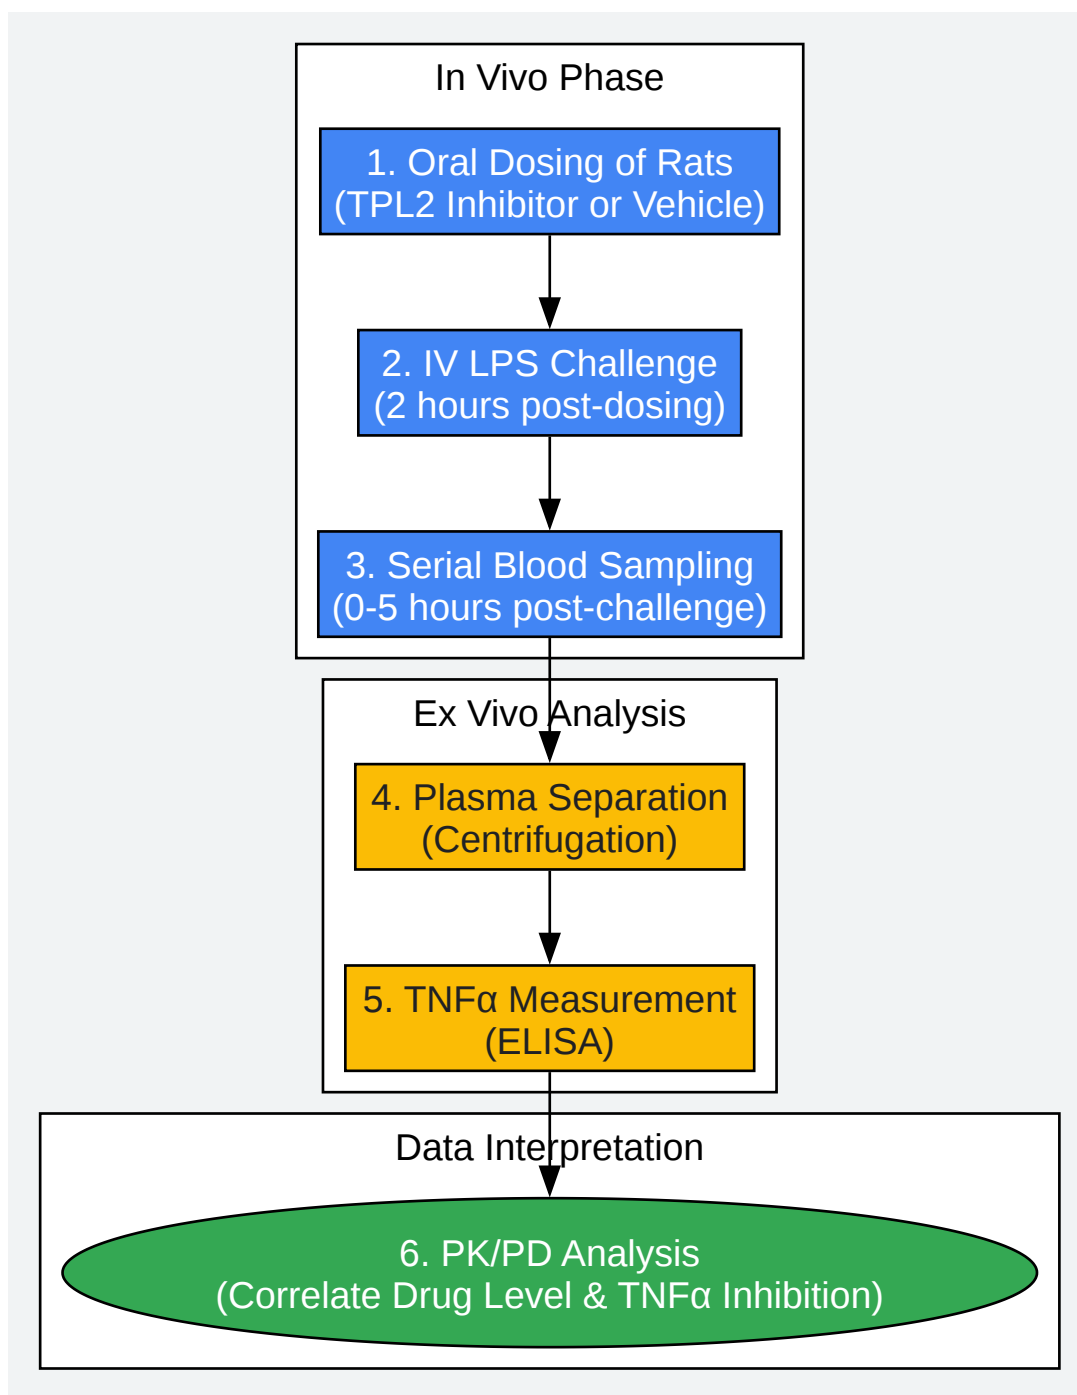 In Vivo Phase
1. Oral Dosing of Rats
(TPL2 Inhibitor or Vehicle)
2. IV LPS Challenge
(2 hours post-dosing)
3. Serial Blood Sampling
(0-5 hours post-challenge)
Ex Vivo Analysis
4. Plasma Separation
(Centrifugation)
5. TNFα Measurement
(ELISA)
Data Interpretation
6. PK/PD Analysis
(Correlate Drug Level & TNFα Inhibition)